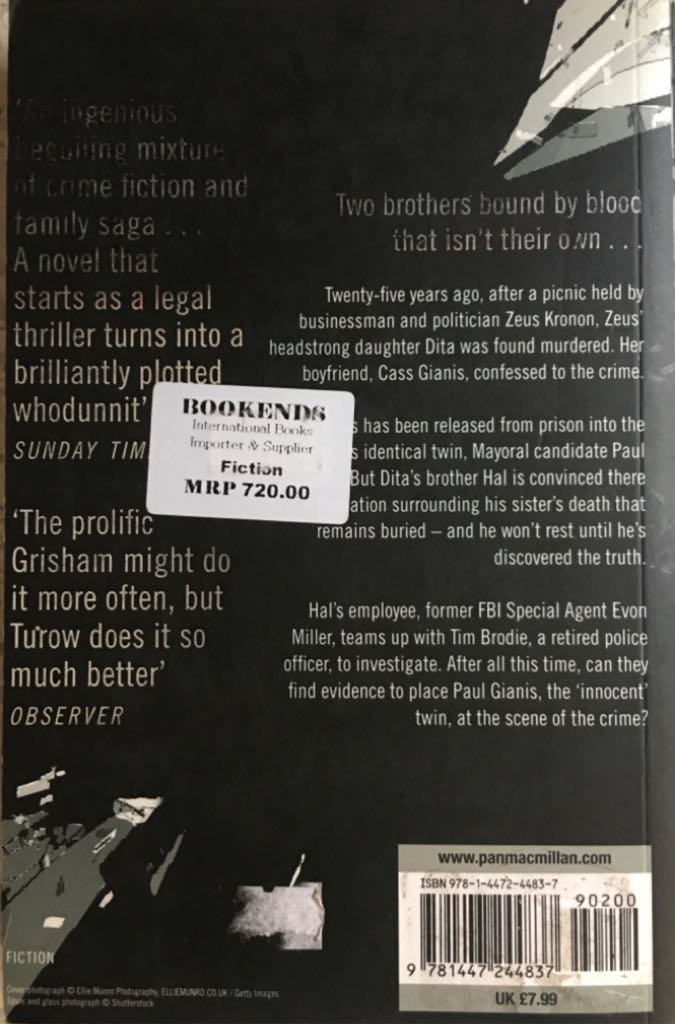 'An ingenious,
beguiling mixture
of crime fiction and
family saga . . .
A novel that
starts as a legal
thriller turns into a
brilliantly plotted
whodunnit'
SUNDAY TIM
'The prolific
Grisham might do
it more often, but
Turow does it so
much better'
OBSERVER
BOOKENDS
International Books
Importer & Supplier
Fiction
MRP 720.00
Two brothers bound by blood
that isn't their own . . .
Twenty-five years ago, after a picnic held by
businessman and politician Zeus Kronon, Zeus'
headstrong daughter Dita was found murdered. Her
boyfriend, Cass Gianis, confessed to the crime.
s has been released from prison into the
s identical twin, Mayoral candidate Paul
But Dita's brother Hal is convinced there
ation surrounding his sister's death that
remains buried – and he won't rest until he's
discovered the truth.
Hal's employee, former FBI Special Agent Evon
Miller, teams up with Tim Brodie, a retired police
officer, to investigate. After all this time, can they
find evidence to place Paul Gianis, the 'innocent'
twin, at the scene of the crime?
FICTION
Cover photograph © Ellie Munro Photography, ELLIEMUNRO.CO.UK / Getty Images
Spine and glass photograph © Shutterstock
www.panmacmillan.com
ISBN 978-1-4472-4483-7
90200
9 781447 244837
UK £7.99